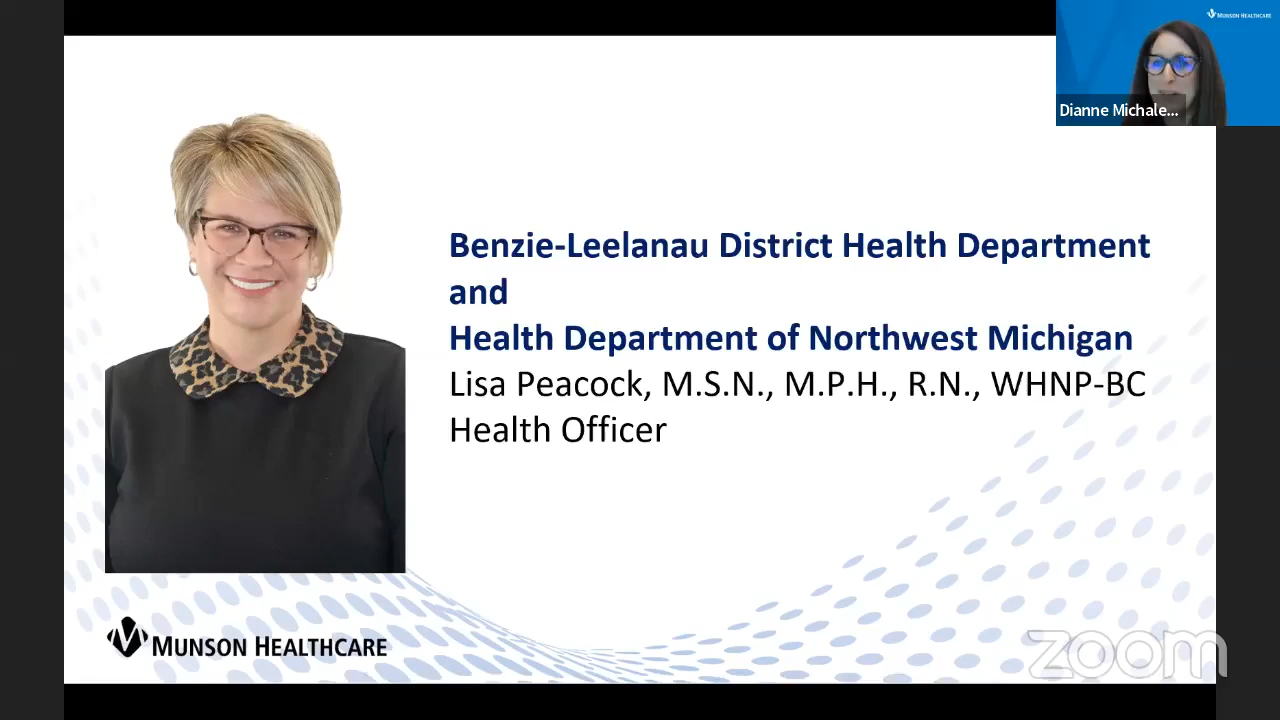 MUNSON HEALTHCARE
Dianne Michale...
Benzie-Leelanau District Health Department
and
Health Department of Northwest Michigan
Lisa Peacock, M.S.N., M.P.H., R.N., WHNP-BC
Health Officer
MUNSON HEALTHCARE
zoom